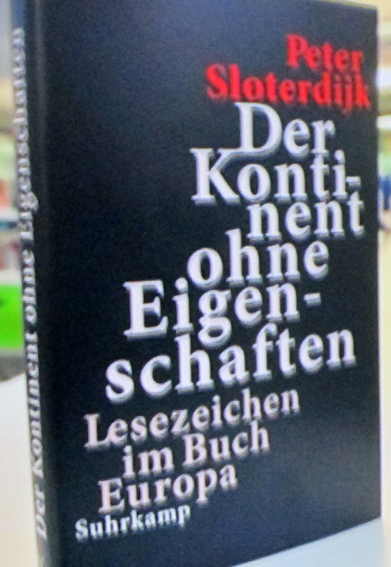 Peter
Sloterdijk
Der
Konti-
nent
ohne
Eigen-
schaften
Lesezeichen
im Buch
Europa
Suhrkamp
Der Kontinent ohne Eigenschaften